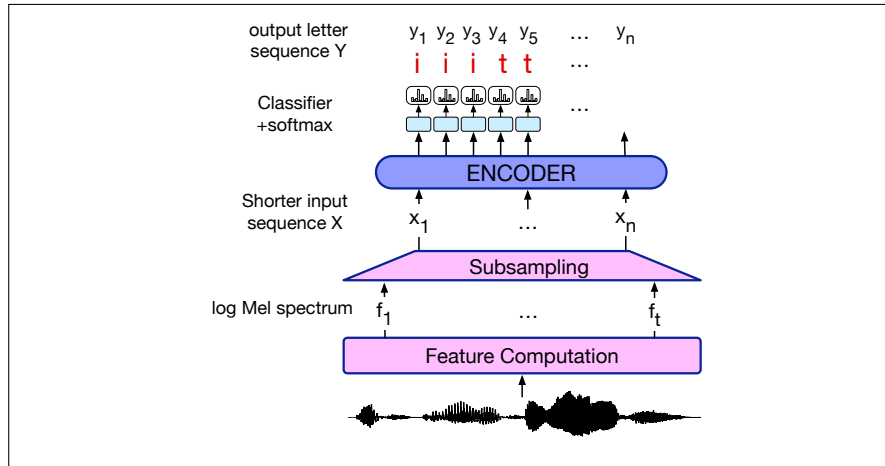 output letter sequence Y
y1 y2 y3 y4 y5 ... yn
i i i t t ...
Classifier +softmax
...
ENCODER
Shorter input sequence X
x1 ... xn
Subsampling
log Mel spectrum
f1 ... ft
Feature Computation